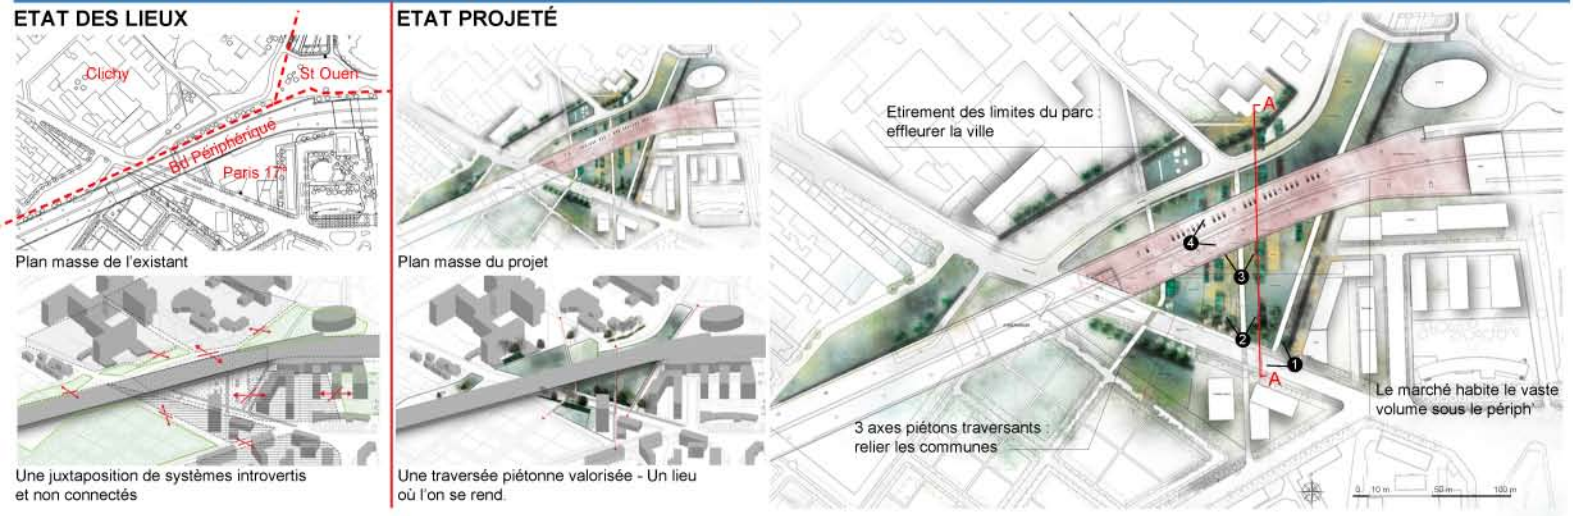 ETAT DES LIEUX
Clichy
St Ouen
Bd Périphérique
Paris 17°
Plan masse de l'existant
Une juxtaposition de systèmes introvertis
et non connectés
ETAT PROJETÉ
Plan masse du projet
Une traversée piétonne valorisée - Un lieu
où l'on se rend.
Etirement des limites du parc :
effleurer la ville
A
4
3
2
1
A
Le marché habite le vaste
volume sous le périph'
3 axes piétons traversants :
relier les communes
0 10 m 50 m 100 m